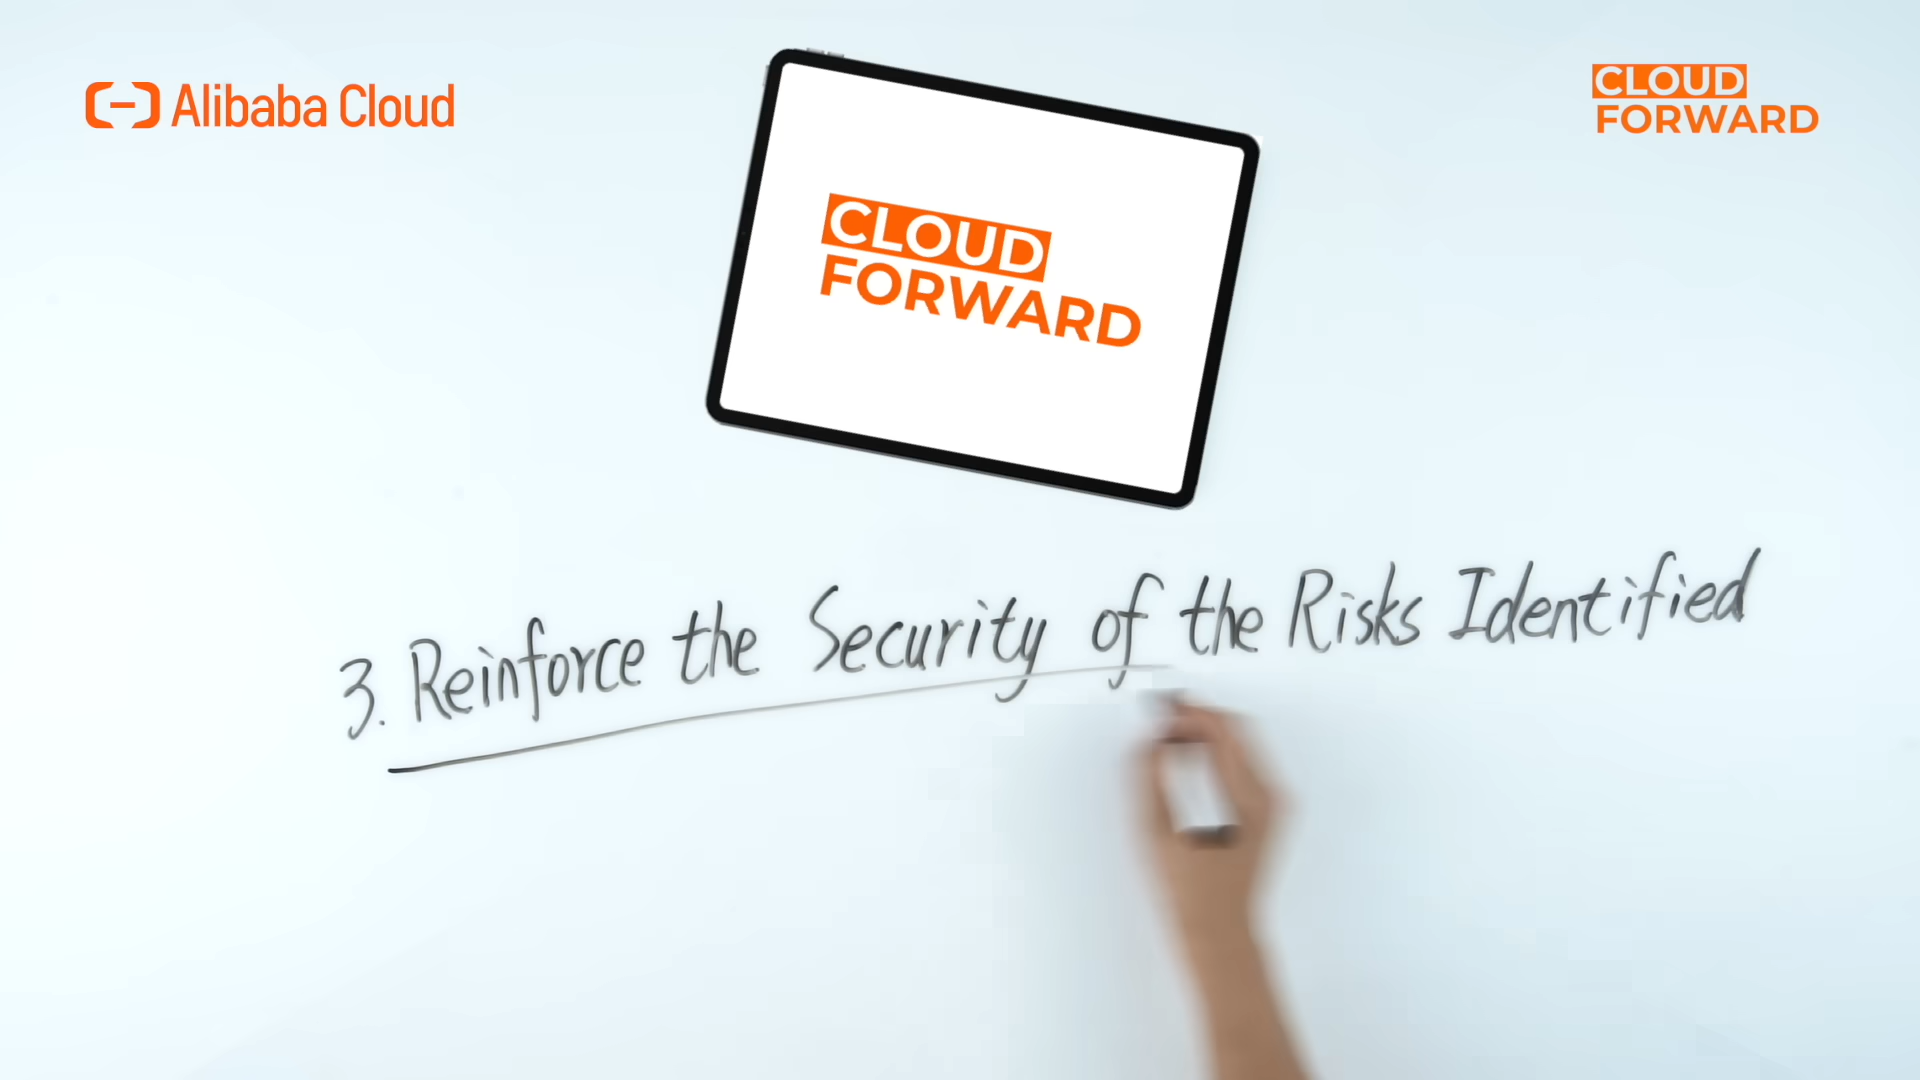 Alibaba Cloud
CLOUD
FORWARD
CLOUD
FORWARD
3. Reinforce the Security of the Risks Identified